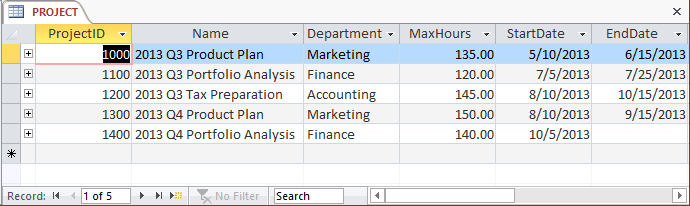 PROJECT
ProjectID Name Department MaxHours StartDate EndDate
1000 2013 Q3 Product Plan Marketing 135.00 5/10/2013 6/15/2013
1100 2013 Q3 Portfolio Analysis Finance 120.00 7/5/2013 7/25/2013
1200 2013 Q3 Tax Preparation Accounting 145.00 8/10/2013 10/15/2013
1300 2013 Q4 Product Plan Marketing 150.00 8/10/2013 9/15/2013
1400 2013 Q4 Portfolio Analysis Finance 140.00 10/5/2013
Record: 1 of 5 No Filter Search